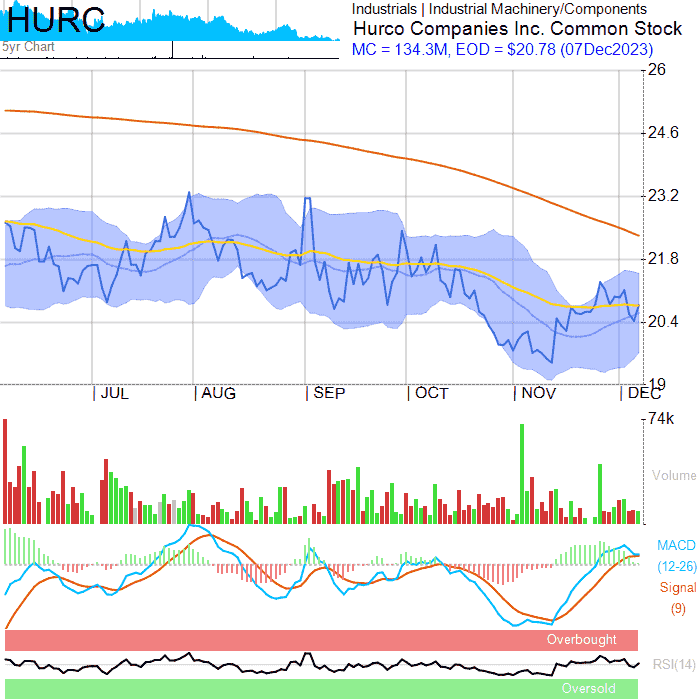 HURC
5yr Chart
Industrials | Industrial Machinery/Components
Hurco Companies Inc. Common Stock
MC = 134.3M, EOD = $20.78 (07Dec2023)
26
24.6
23.2
21.8
20.4
19
JUL
AUG
SEP
OCT
NOV
DEC
74k
Volume
MACD
(12-26)
Signal
(9)
Overbought
RSI(14)
Oversold